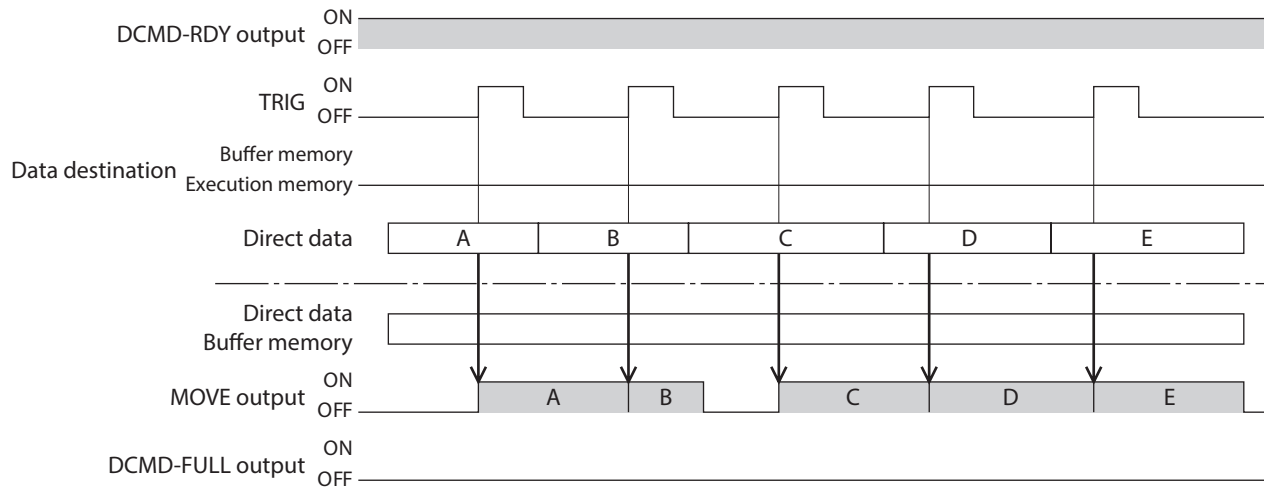 ON
DCMD-RDY output
OFF
ON
TRIG
OFF
Buffer memory
Data destination
Execution memory
Direct data A B C D E
Direct data
Buffer memory
ON
MOVE output A B C D E
OFF
ON
DCMD-FULL output
OFF